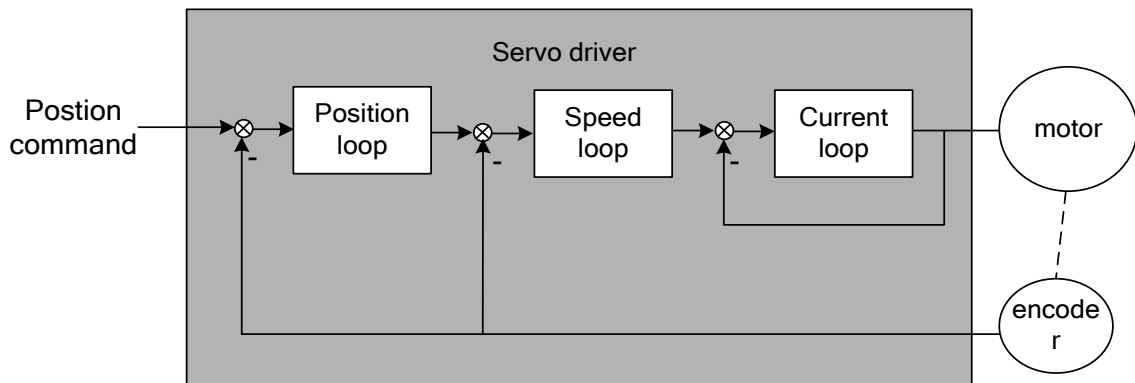 Servo driver
Postion
command
Position
loop
Speed
loop
Current
loop
motor
-
-
-
encode
r